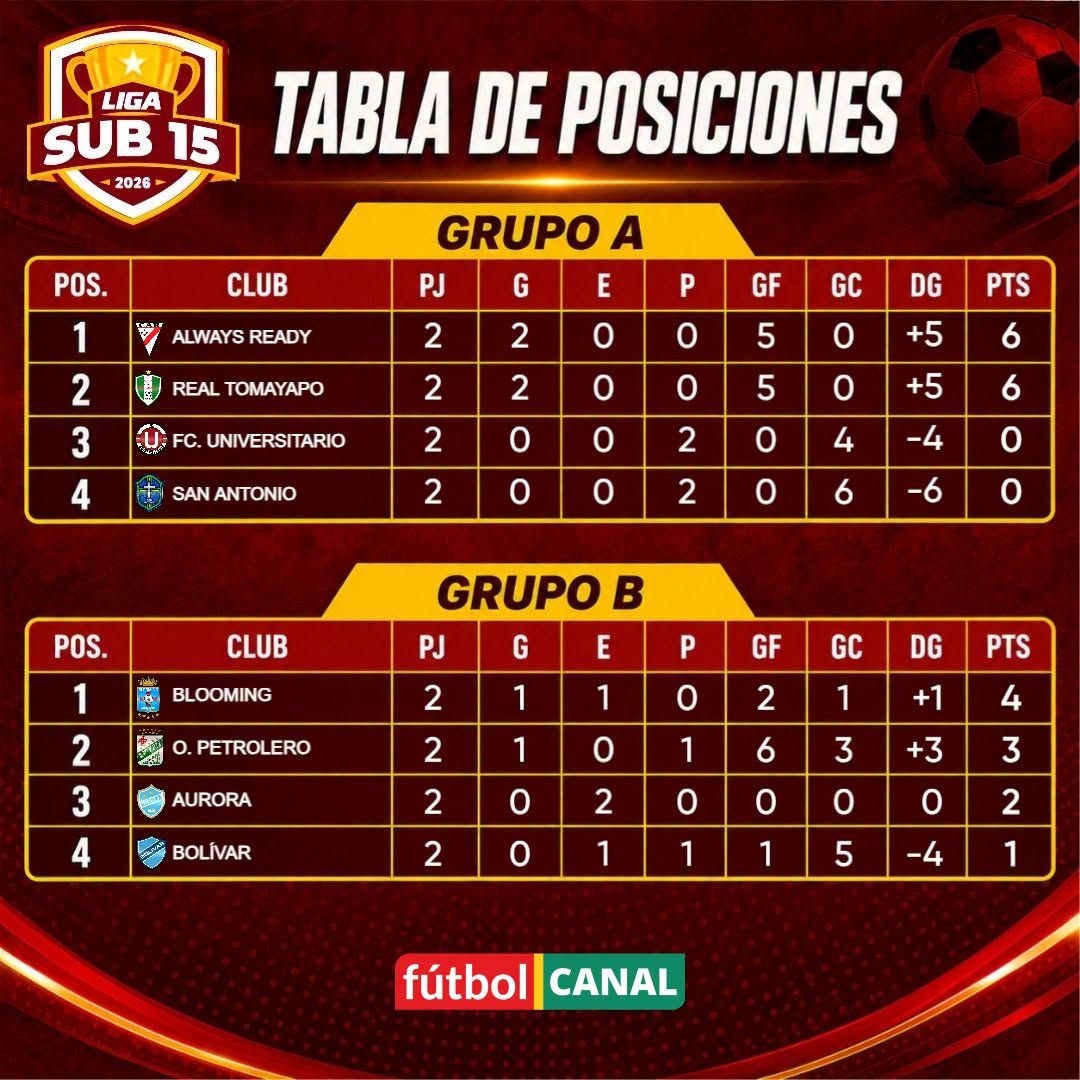 LIGA
SUB 15
2026
TABLA DE POSICIONES
GRUPO A
POS. CLUB PJ G E P GF GC DG PTS
1 ALWAYS READY 2 2 0 0 5 0 +5 6
2 REAL TOMAYAPO 2 2 0 0 5 0 +5 6
3 FC. UNIVERSITARIO 2 0 0 2 0 4 -4 0
4 SAN ANTONIO 2 0 0 2 0 6 -6 0
GRUPO B
POS. CLUB PJ G E P GF GC DG PTS
1 BLOOMING 2 1 1 0 2 1 +1 4
2 O. PETROLERO 2 1 0 1 6 3 +3 3
3 AURORA 2 0 2 0 0 0 0 2
4 BOLÍVAR 2 0 1 1 1 5 -4 1
fútbol CANAL